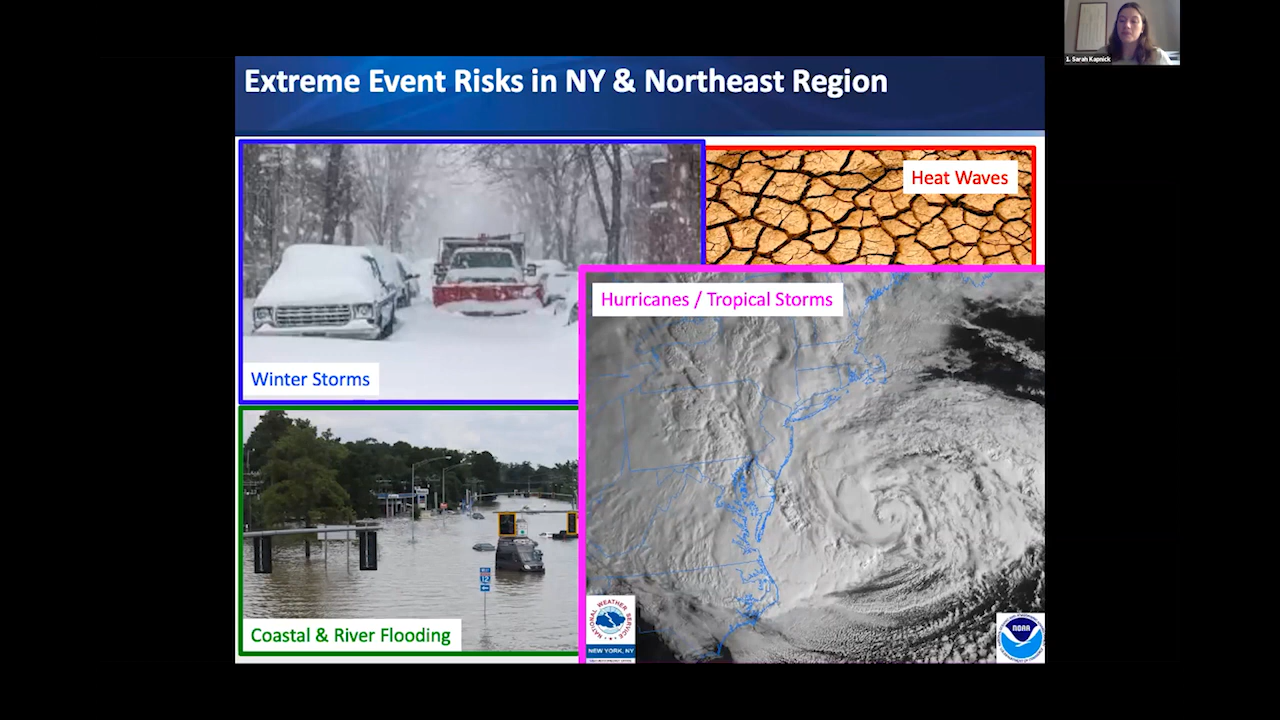 1. Sarah Kapnick
Extreme Event Risks in NY & Northeast Region
Heat Waves
Hurricanes / Tropical Storms
Winter Storms
12
Coastal & River Flooding
NATIONAL WEATHER SERVICE
NEW YORK, NY
NOAA